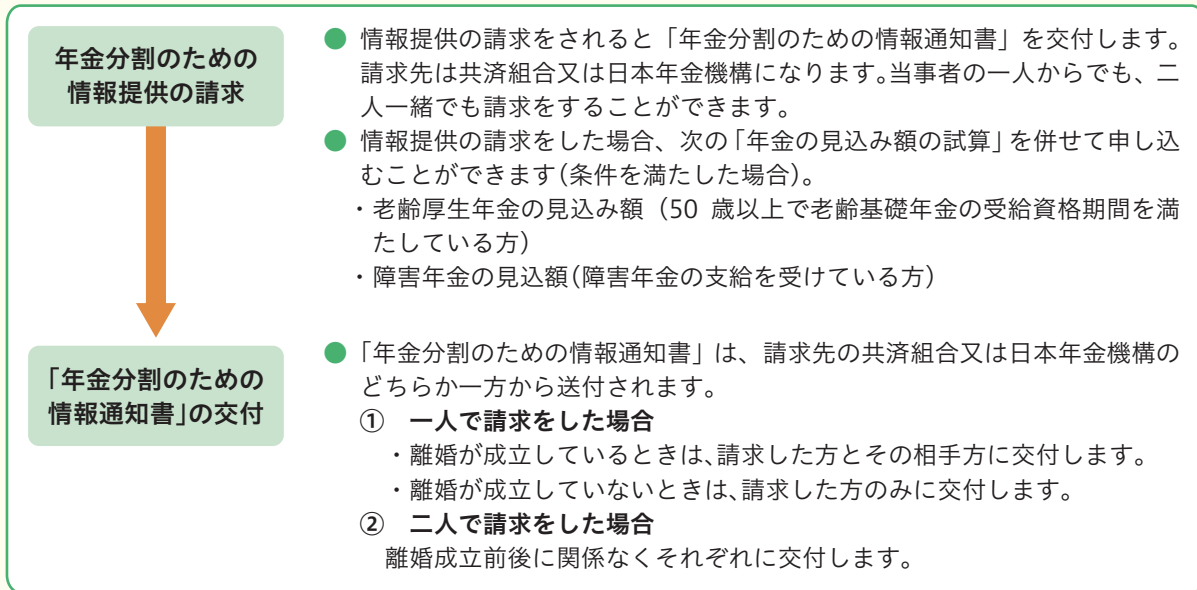 年金分割のための
情報提供の請求
● 情報提供の請求をされると「年金分割のための情報通知書」を交付します。
請求先は共済組合又は日本年金機構になります。当事者の一人からでも、二
人一緒でも請求をすることができます。
● 情報提供の請求をした場合、次の「年金の見込み額の試算」を併せて申し込
むことができます(条件を満たした場合)。
・老齢厚生年金の見込み額（50 歳以上で老齢基礎年金の受給資格期間を満
たしている方）
・障害年金の見込額(障害年金の支給を受けている方)
「年金分割のための
情報通知書」の交付
● 「年金分割のための情報通知書」は、請求先の共済組合又は日本年金機構の
どちらか一方から送付されます。
① 一人で請求をした場合
・離婚が成立しているときは、請求した方とその相手方に交付します。
・離婚が成立していないときは、請求した方のみに交付します。
② 二人で請求をした場合
離婚成立前後に関係なくそれぞれに交付します。